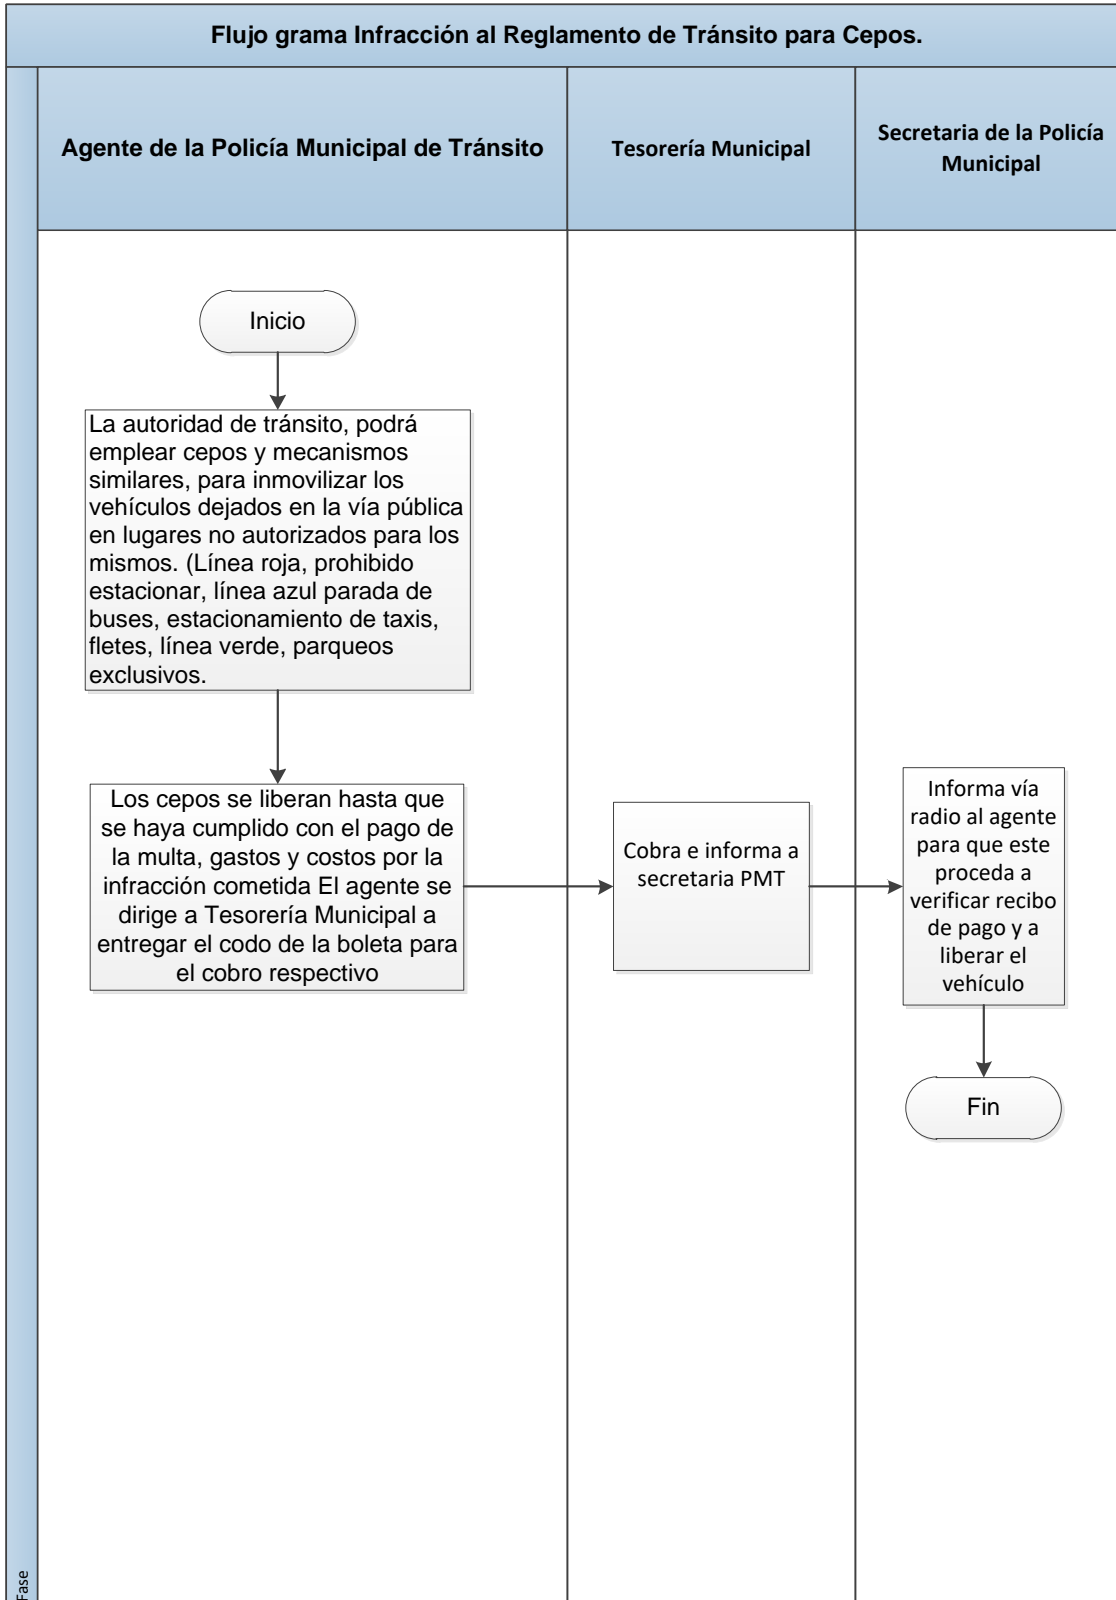 Flujo grama Infracción al Reglamento de Tránsito para Cepos.
Agente de la Policía Municipal de Tránsito
Tesorería Municipal
Secretaria de la Policía
Municipal
Inicio
La autoridad de tránsito, podrá
emplear cepos y mecanismos
similares, para inmovilizar los
vehículos dejados en la vía pública
en lugares no autorizados para los
mismos. (Línea roja, prohibido
estacionar, línea azul parada de
buses, estacionamiento de taxis,
fletes, línea verde, parqueos
exclusivos.
Los cepos se liberan hasta que
se haya cumplido con el pago de
la multa, gastos y costos por la
infracción cometida El agente se
dirige a Tesorería Municipal a
entregar el codo de la boleta para
el cobro respectivo
Cobra e informa a
secretaria PMT
Informa vía
radio al agente
para que este
proceda a
verificar recibo
de pago y a
liberar el
vehículo
Fin
Fase